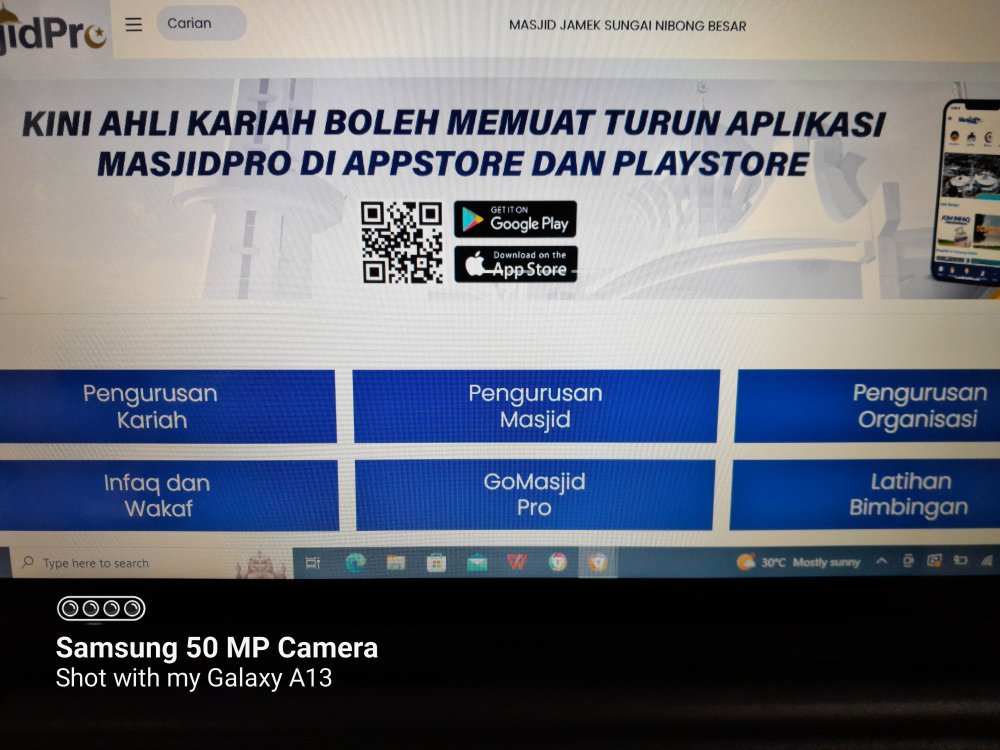 jidPro
Carian
MASJID JAMEK SUNGAI NIBONG BESAR
KINI AHLI KARIAH BOLEH MEMUAT TURUN APLIKASI
MASJIDPRO DI APPSTORE DAN PLAYSTORE
GET IT ON
Google Play
Download on the
App Store
JOM INFAQ
Pengurusan
Kariah
Pengurusan
Masjid
Pengurusan
Organisasi
Infaq dan
Wakaf
GoMasjid
Pro
Latihan
Bimbingan
Type here to search
30°C Mostly sunny
Samsung 50 MP Camera
Shot with my Galaxy A13